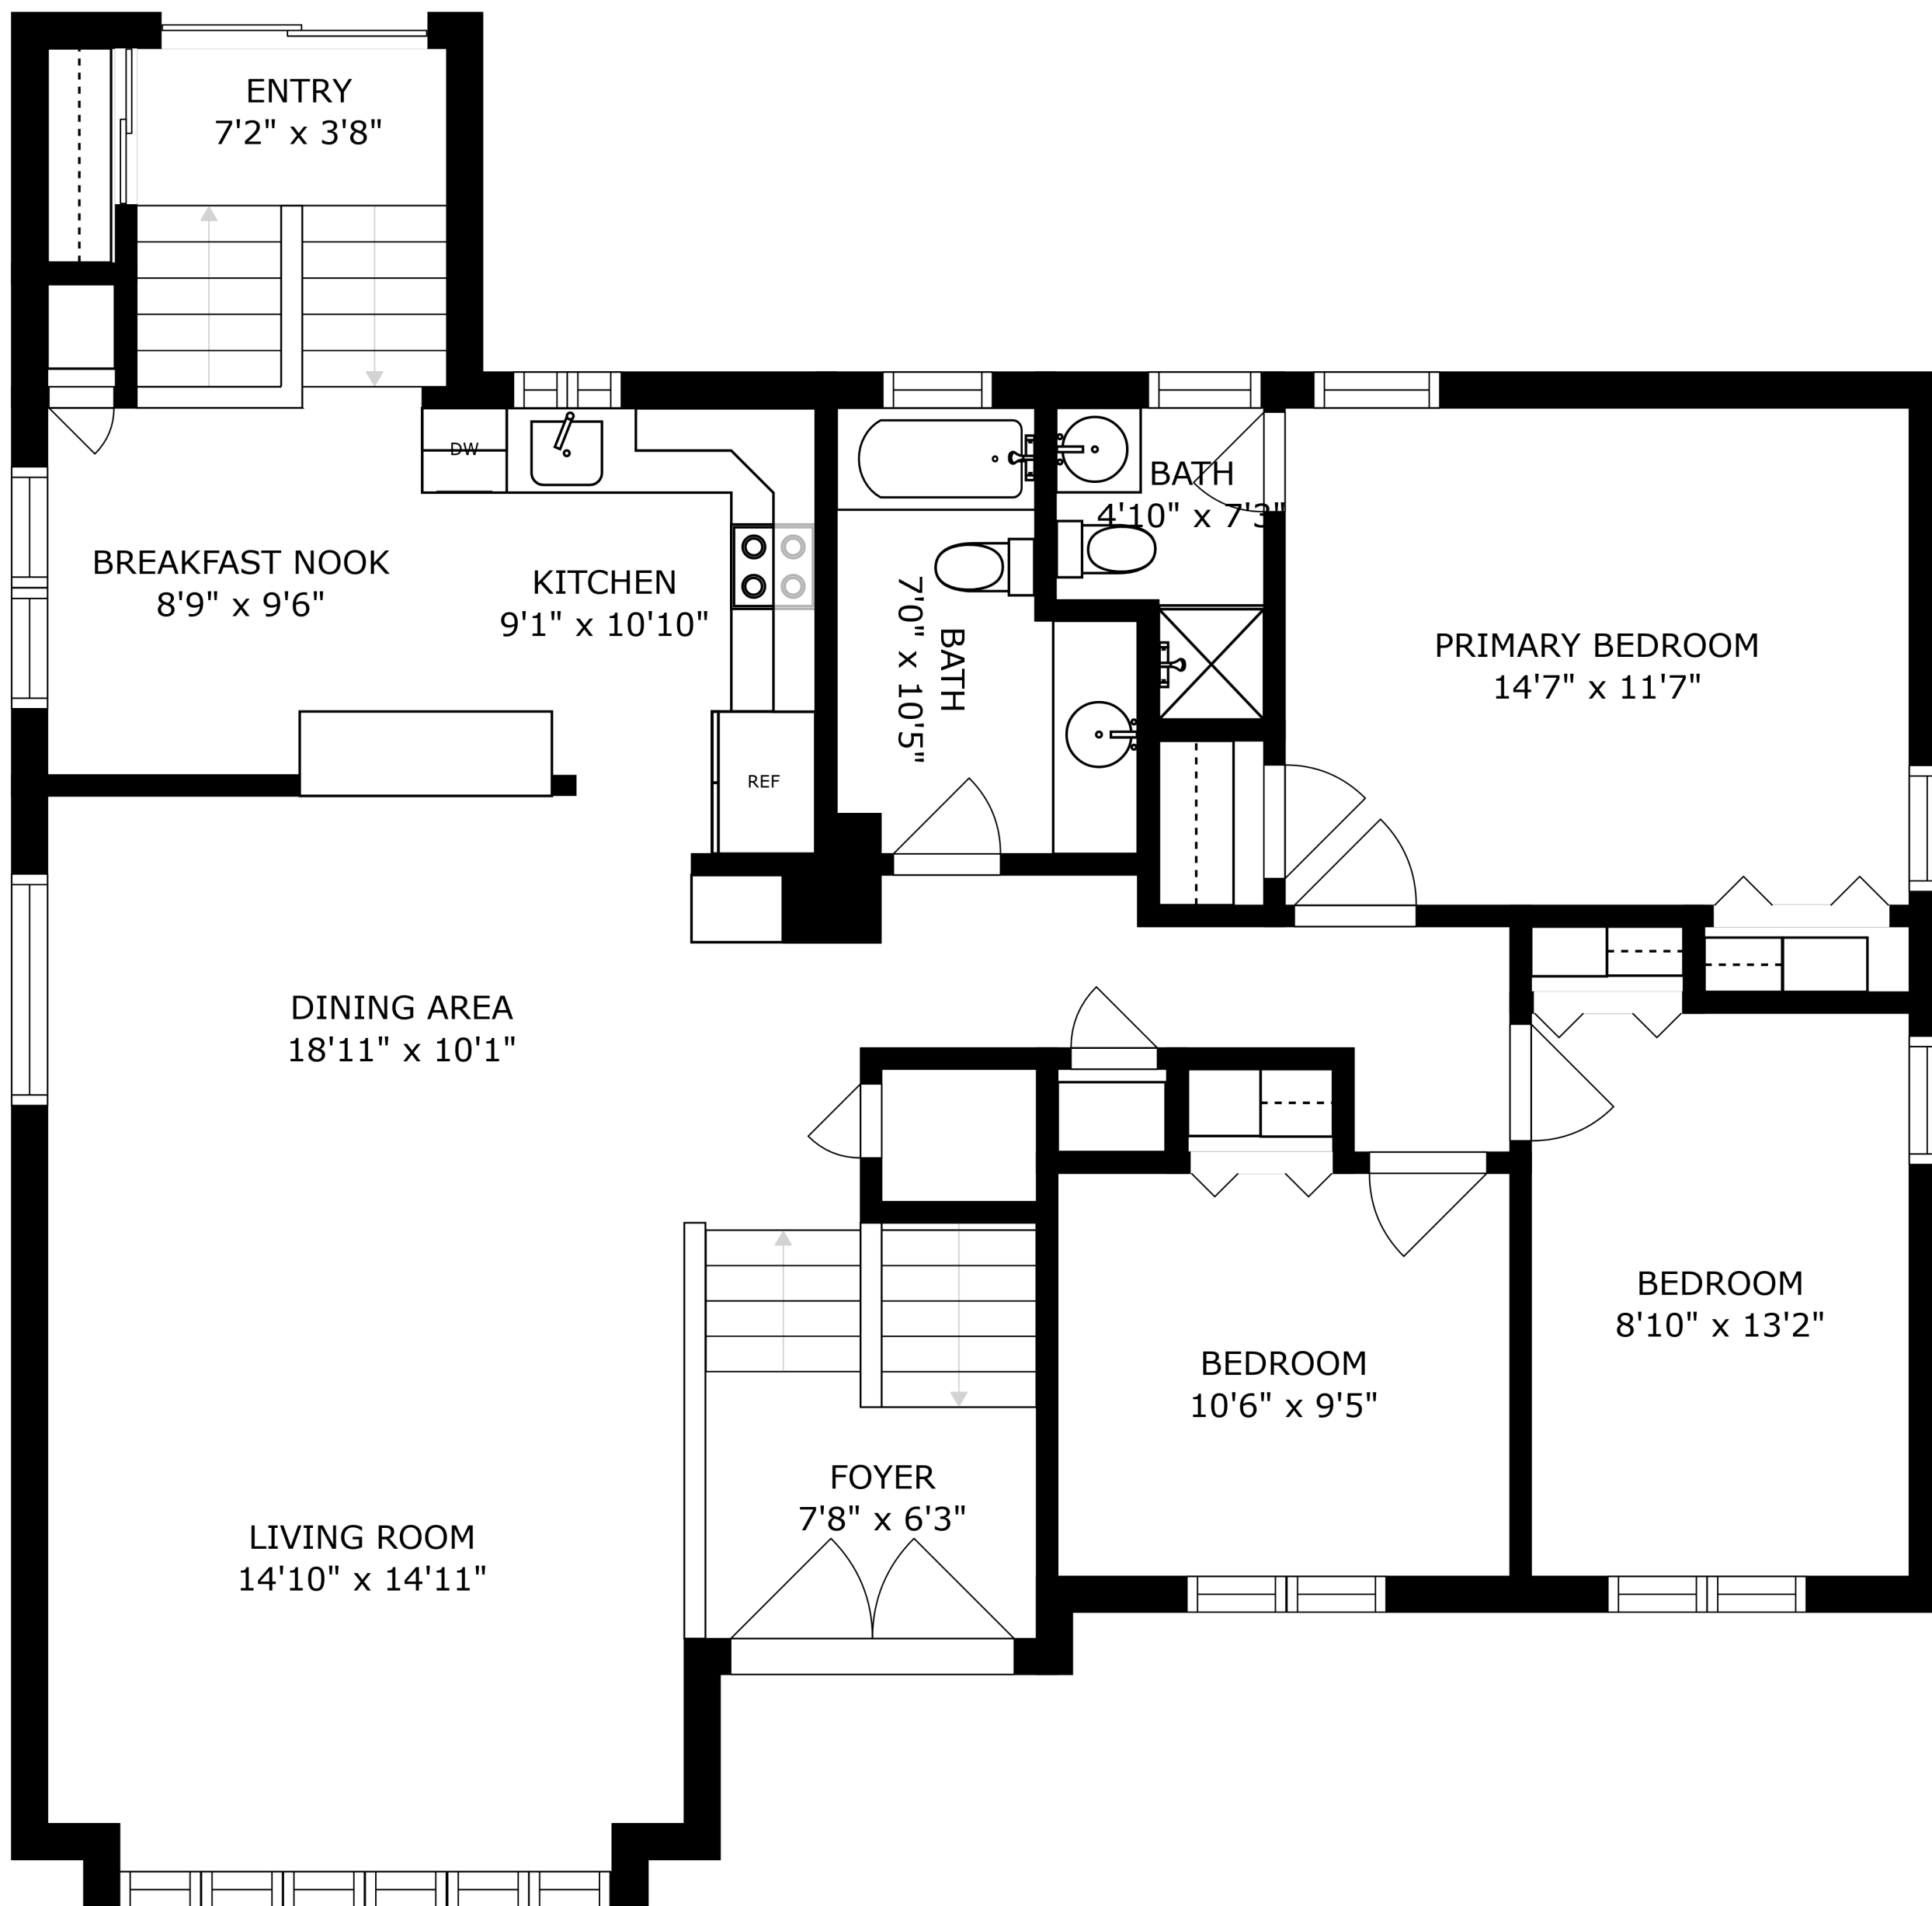 ENTRY
7'2" x 3'8"
DW
BATH
4'10" x 7'3"
BREAKFAST NOOK
8'9" x 9'6"
KITCHEN
9'1" x 10'10"
BATH
7'0" x 10'5"
PRIMARY BEDROOM
14'7" x 11'7"
REF
DINING AREA
18'11" x 10'1"
BEDROOM
8'10" x 13'2"
BEDROOM
10'6" x 9'5"
FOYER
7'8" x 6'3"
LIVING ROOM
14'10" x 14'11"